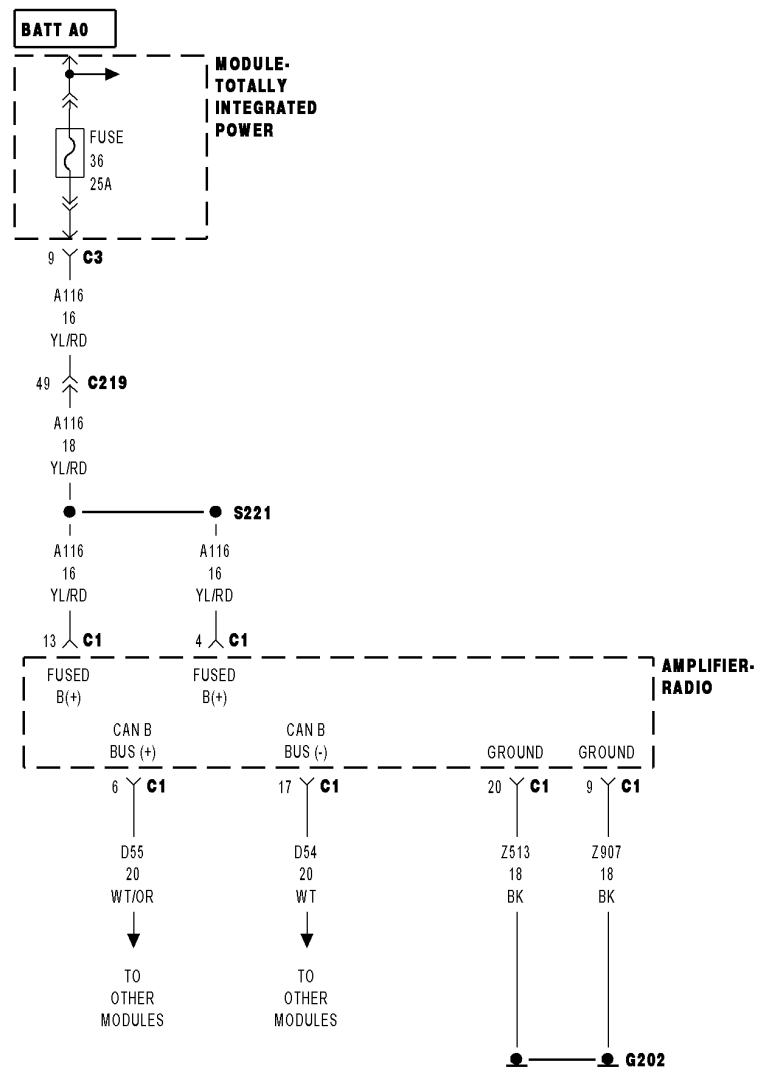 BATT A0
MODULE-
TOTALLY
INTEGRATED
POWER
FUSE
36
25A
9 C3
A116
16
YL/RD
49 C219
A116
18
YL/RD
S221
A116 A116
16 16
YL/RD YL/RD
13 C1 4 C1
AMPLIFIER-
RADIO
FUSED FUSED
B(+) B(+)
CAN B CAN B
BUS (+) BUS (-) GROUND GROUND
6 C1 17 C1 20 C1 9 C1
D55 D54 Z513 Z907
20 20 18 18
WT/OR WT BK BK
TO TO
OTHER OTHER
MODULES MODULES
G202